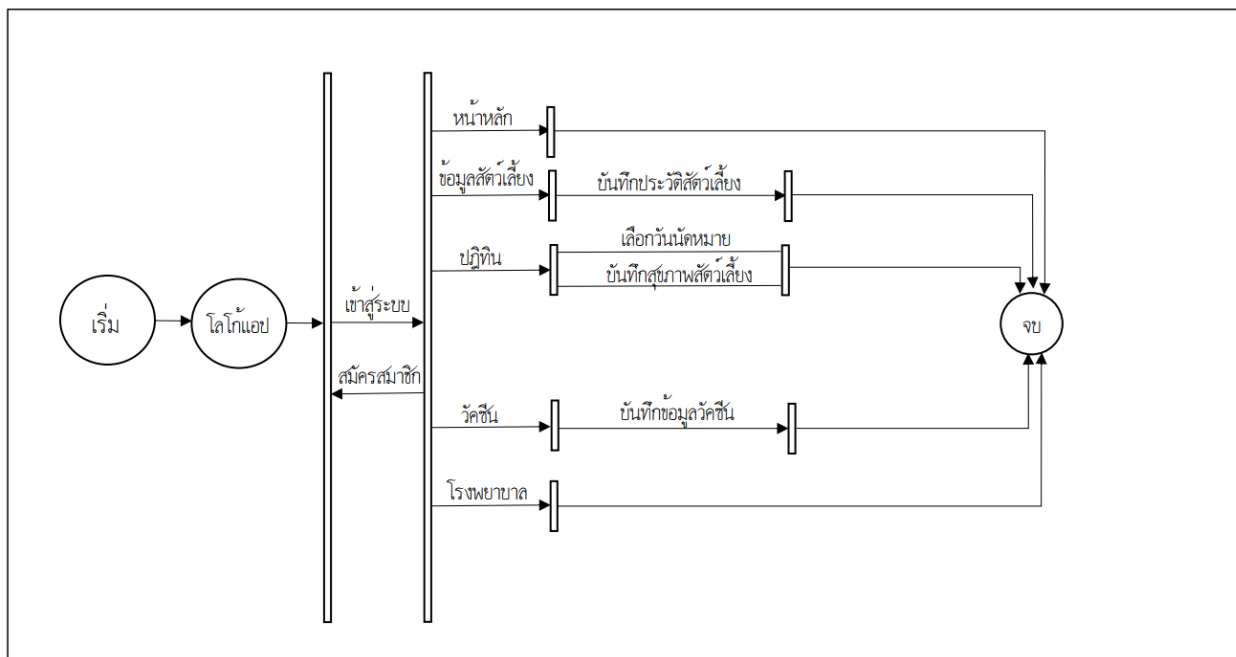 หน้าหลัก
ข้อมูลสัตว์เลี้ยง
บันทึกประวัติสัตว์เลี้ยง
ปฎิทิน
เลือกวันนัดหมาย
บันทึกสุขภาพสัตว์เลี้ยง
เริ่ม
โลโก้แอป
เข้าสู่ระบบ
จบ
สมัครสมาชิก
วัคซีน
บันทึกข้อมูลวัคซีน
โรงพยาบาล